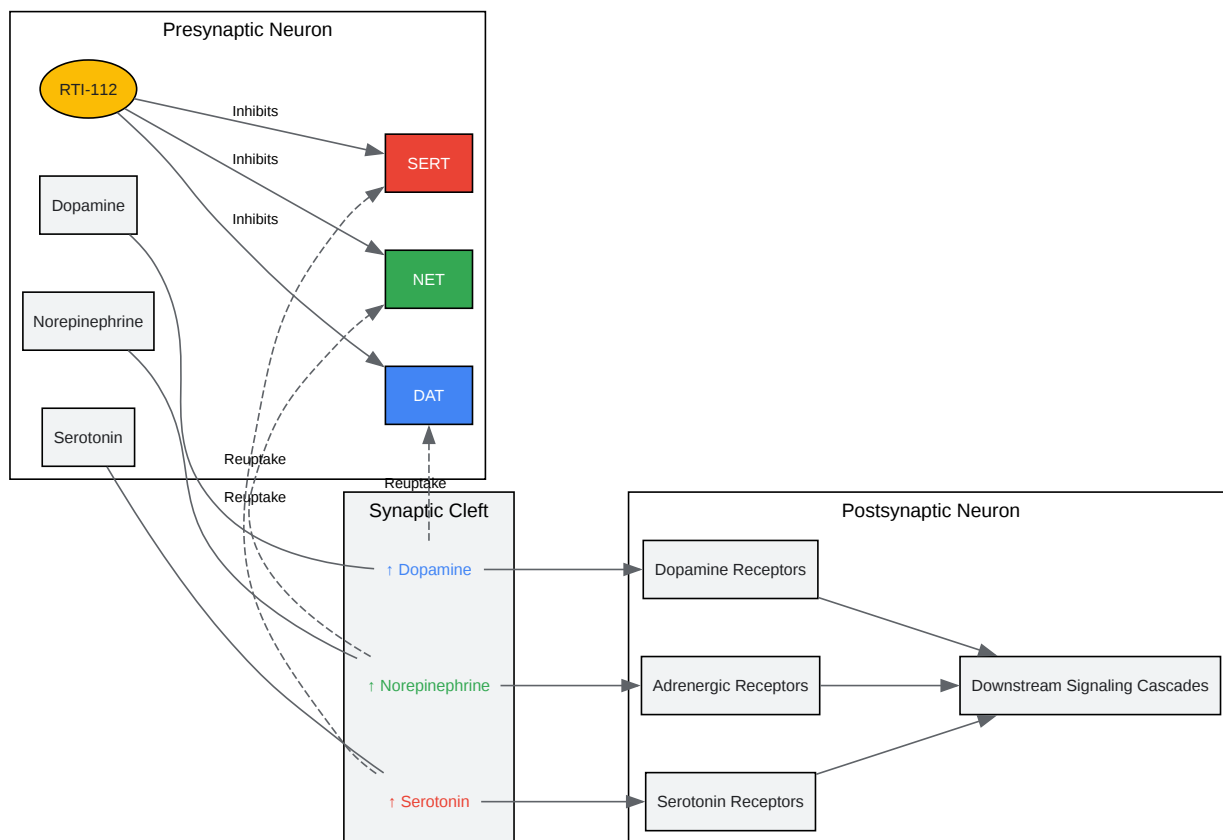 Presynaptic Neuron
RTI-112
Inhibits
SERT
Inhibits
Dopamine
Inhibits
NET
Norepinephrine
DAT
Serotonin
Reuptake
Reuptake
Reuptake
Synaptic Cleft
Postsynaptic Neuron
↑ Dopamine
Dopamine Receptors
↑ Norepinephrine
Adrenergic Receptors
Downstream Signaling Cascades
↑ Serotonin
Serotonin Receptors